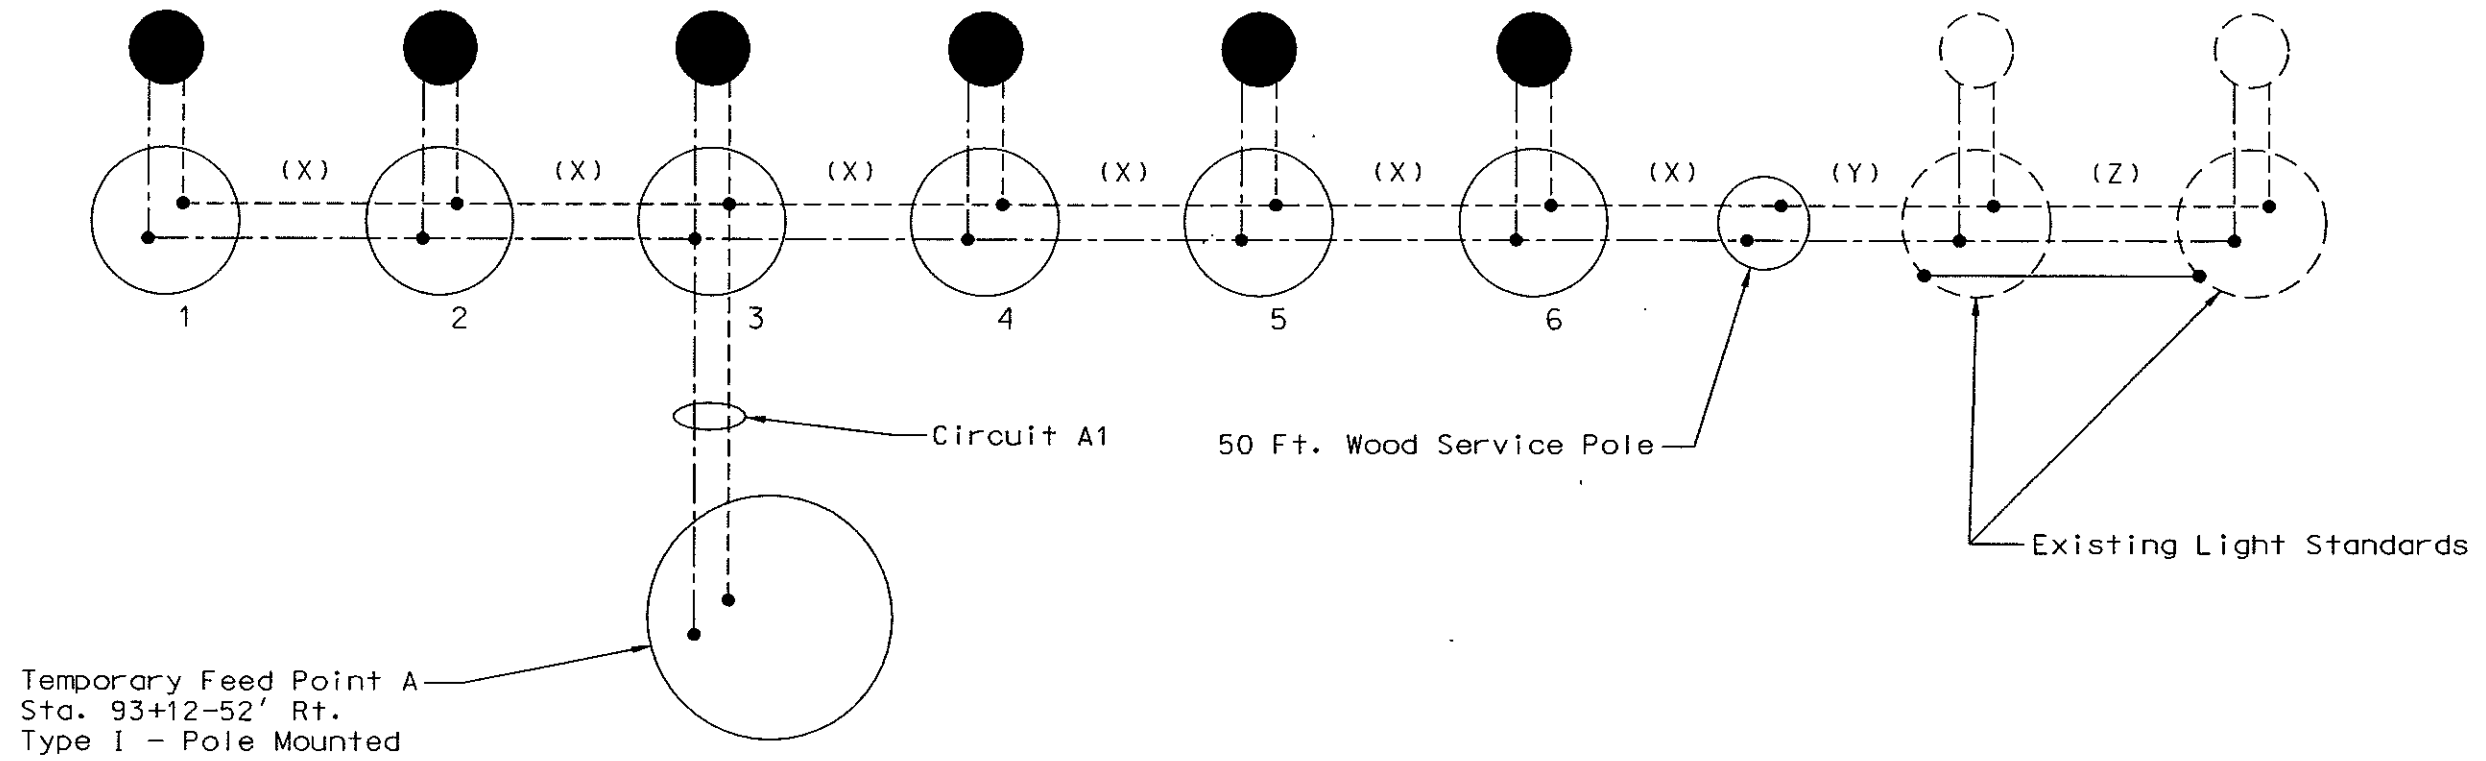 (X) (X) (X) (X) (X) (X) (Y) (Z)
1 2 3 4 5 6
Circuit A1
50 Ft. Wood Service Pole
Existing Light Standards
Temporary Feed Point A
Sta. 93+12-52' Rt.
Type I - Pole Mounted